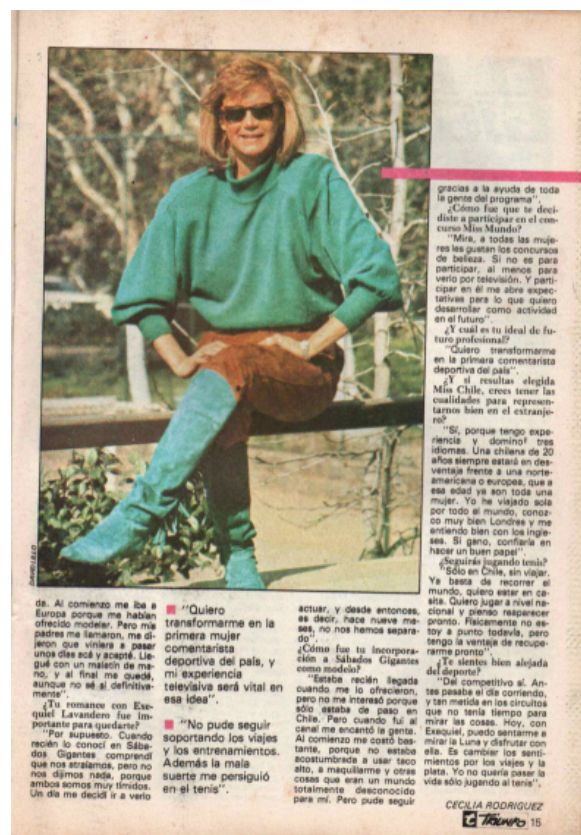 da. Al comienzo me iba a
Europa porque me habían
ofrecido modelar. Pero mis
padres me llamaron, me di-
jeron que viniera a pasar
unos días acá y acepté. Lle-
gué con un maletín de ma-
no, y al final me quedé,
aunque no sé si definitiva-
mente".
¿Tu romance con Exe-
quiel Lavandero fue im-
portante para quedarte?
"Por supuesto. Cuando
recién lo conocí en Sába-
dos Gigantes comprendí
que nos atraíamos, pero no
nos dijimos nada, porque
ambos somos muy tímidos.
Un día me decidí ir a verlo
"Quiero
transformarme en la
primera mujer
comentarista
deportiva del país, y
mi experiencia
televisiva será vital en
esa idea".
"No pude seguir
soportando los viajes
y los entrenamientos.
Además la mala
suerte me persiguió
en el tenis".
actuar, y desde entonces,
es decir, hace nueve me-
ses, no nos hemos separa-
do".
¿Cómo fue tu incorpora-
ción a Sábados Gigantes
como modelo?
"Estaba recién llegada
cuando me lo ofrecieron,
pero no me interesó porque
sólo estaba de paso en
Chile. Pero cuando fui al
canal me encantó la gente.
Al comienzo me costó bas-
tante, porque no estaba
acostumbrada a usar taco
alto, a maquillarme y otras
cosas que eran un mundo
totalmente desconocido
para mí. Pero pude seguir
gracias a la ayuda de toda
la gente del programa".
¿Cómo fue que te deci-
diste a participar en el con-
curso Miss Mundo?
"Mira, a todas las muje-
res les gustan los concursos
de belleza. Si no es para
participar, al menos para
verlo por televisión. Y parti-
cipar en él me abre expec-
tativas para lo que quiero
desarrollar como actividad
en el futuro".
¿Y cuál es tu ideal de fu-
turo profesional?
"Quiero transformarme
en la primera comentarista
deportiva del país".
¿Y si resultas elegida
Miss Chile, crees tener las
cualidades para represen-
tarnos bien en el extranje-
ro?
"Sí, porque tengo expe-
riencia y domino tres
idiomas. Una chilena de 20
años siempre estará en des-
ventaja frente a una norte-
americana o europea, que a
esa edad ya son toda una
mujer. Yo he viajado sola
por todo el mundo, conoz-
co muy bien Londres y me
entiendo bien con los ingle-
ses. Si gano, confiaría en
hacer un buen papel".
¿Seguirás jugando tenis?
"Sólo en Chile, sin viajar.
Ya basta de recorrer el
mundo, quiero estar en ca-
sita. Quiero jugar a nivel na-
cional y pienso reaparecer
pronto. Físicamente no es-
toy a punto todavía, pero
tengo la ventaja de recupe-
rarme pronto".
¿Te sientes bien alejada
del deporte?
"Del competitivo sí. An-
tes pasaba el día corriendo,
y tan metida en los circuitos
que no tenía tiempo para
mirar las cosas. Hoy, con
Exequiel, puedo sentarme a
mirar la Luna y disfrutar con
ella. Es cambiar los senti-
mientos por los viajes y la
plata. Yo no quería pasar la
vida sólo jugando al tenis".
CECILIA RODRIGUEZ
TRIUNFO 15